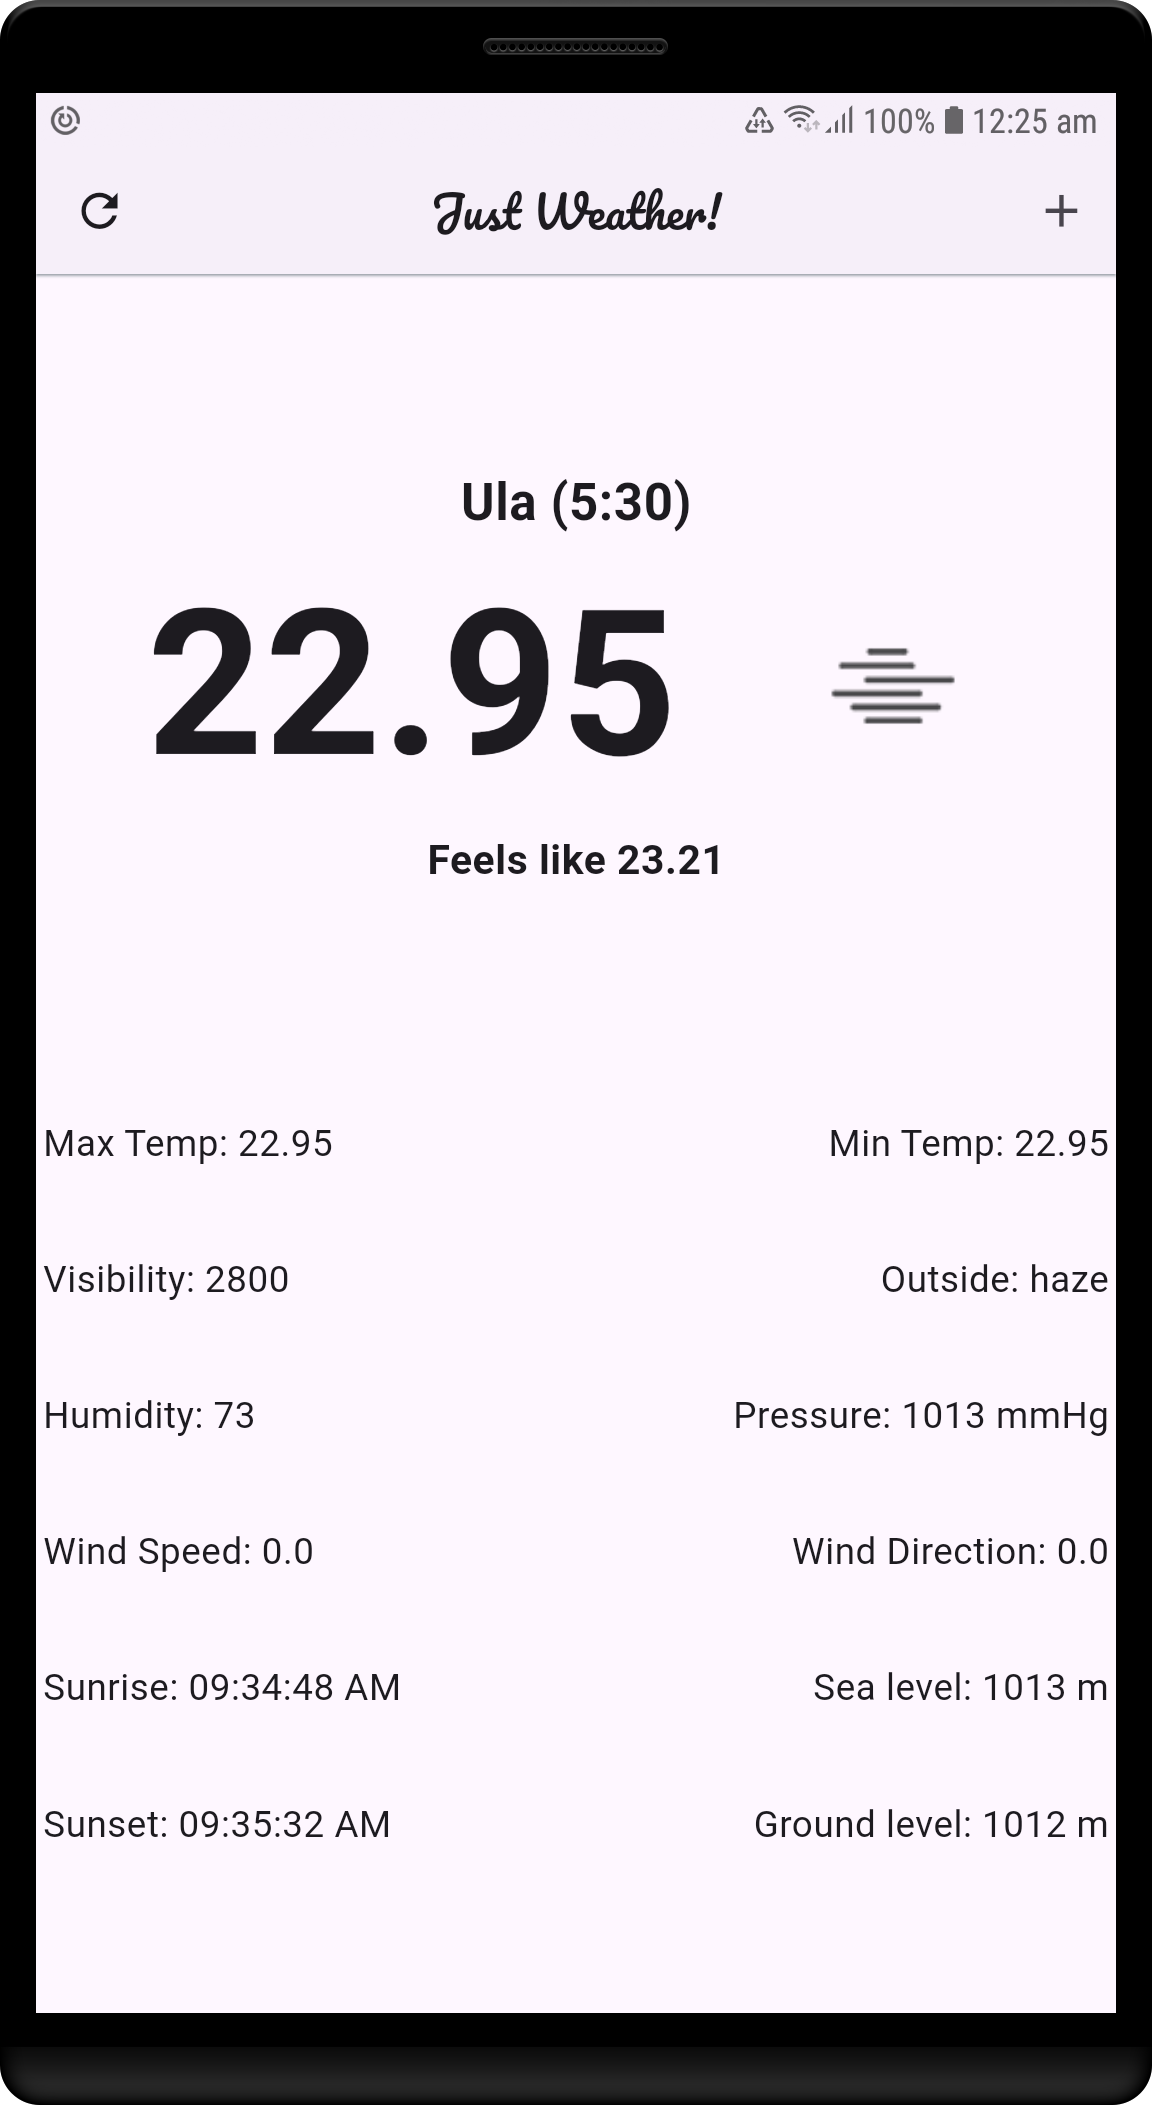 100% 12:25 am
Just Weather!
Ula (5:30)
22.95
Feels like 23.21
Max Temp: 22.95 Min Temp: 22.95
Visibility: 2800 Outside: haze
Humidity: 73 Pressure: 1013 mmHg
Wind Speed: 0.0 Wind Direction: 0.0
Sunrise: 09:34:48 AM Sea level: 1013 m
Sunset: 09:35:32 AM Ground level: 1012 m